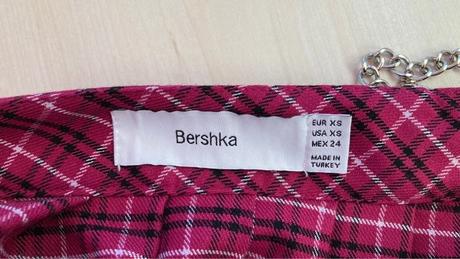 Bershka
EUR XS
USA XS
MEX 24
MADE IN
TURKEY